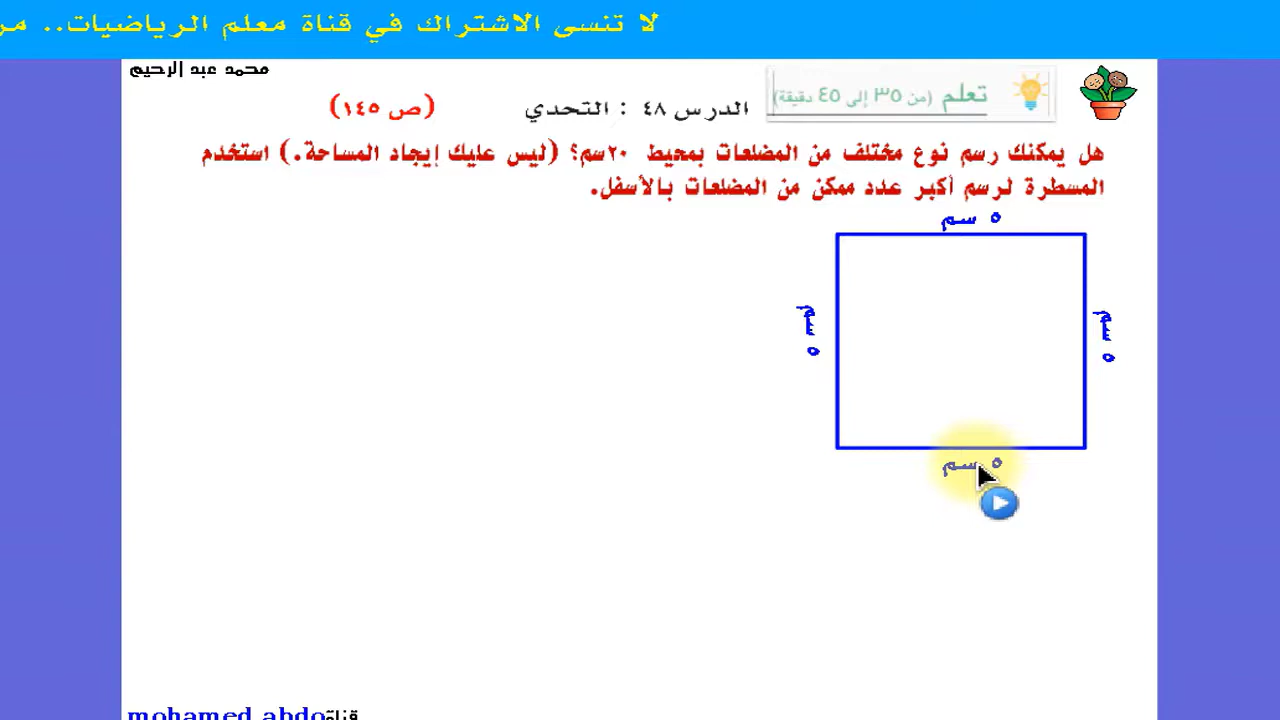 لا تنسى الاشتراك في قناة معلم الرياضيات..
محمد عبد الرحيم
تعلم (من ٣٥ إلى ٤٥ دقيقة)
الدرس ٤٨ : التحدي (ص ١٤٥)
هل يمكنك رسم نوع مختلف من المضلعات بمحيط ٢٠سم؟ (ليس عليك إيجاد المساحة.) استخدم
المسطرة لرسم أكبر عدد ممكن من المضلعات بالأسفل.
٥ سم
٥ سم
٥ سم
٥ سم
قناة mohamed abdo